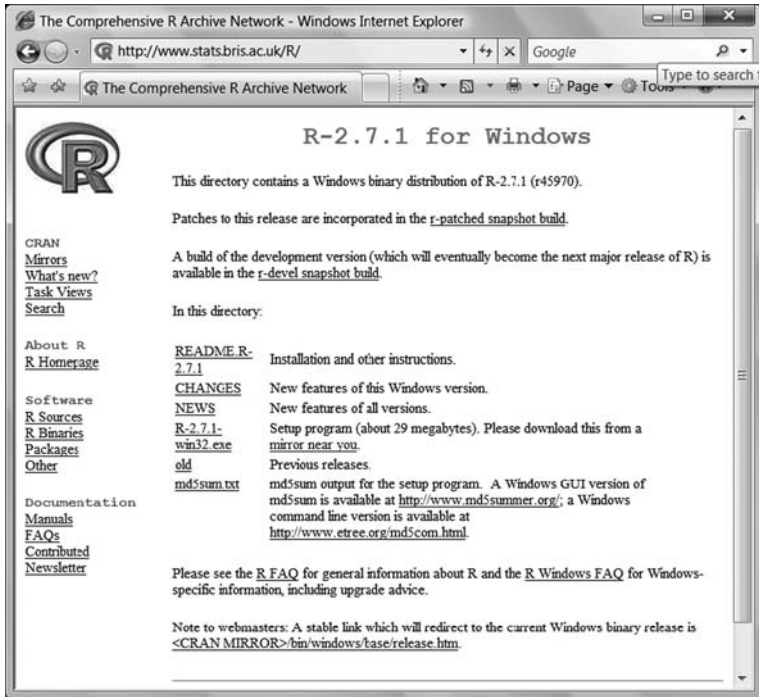 The Comprehensive R Archive Network - Windows Internet Explorer
http://www.stats.bris.ac.uk/R/
Google
Type to search
The Comprehensive R Archive Network
Page
Tools
R
CRAN
Mirrors
What's new?
Task Views
Search
About R
R Homepage
Software
R Sources
R Binaries
Packages
Other
Documentation
Manuals
FAQs
Contributed
Newsletter
R-2.7.1 for Windows
This directory contains a Windows binary distribution of R-2.7.1 (r45970).
Patches to this release are incorporated in the r-patched snapshot build.
A build of the development version (which will eventually become the next major release of R) is
available in the r-devel snapshot build.
In this directory:
README.R-
2.7.1
Installation and other instructions.
CHANGES
New features of this Windows version.
NEWS
New features of all versions.
R-2.7.1-
win32.exe
Setup program (about 29 megabytes). Please download this from a
mirror near you.
old
Previous releases.
md5sum.txt
md5sum output for the setup program. A Windows GUI version of
md5sum is available at http://www.md5summer.org/; a Windows
command line version is available at
http://www.etree.org/md5com.html.
Please see the R FAQ for general information about R and the R Windows FAQ for Windows-
specific information, including upgrade advice.
Note to webmasters: A stable link which will redirect to the current Windows binary release is
<CRAN MIRROR>/bin/windows/base/release.htm.